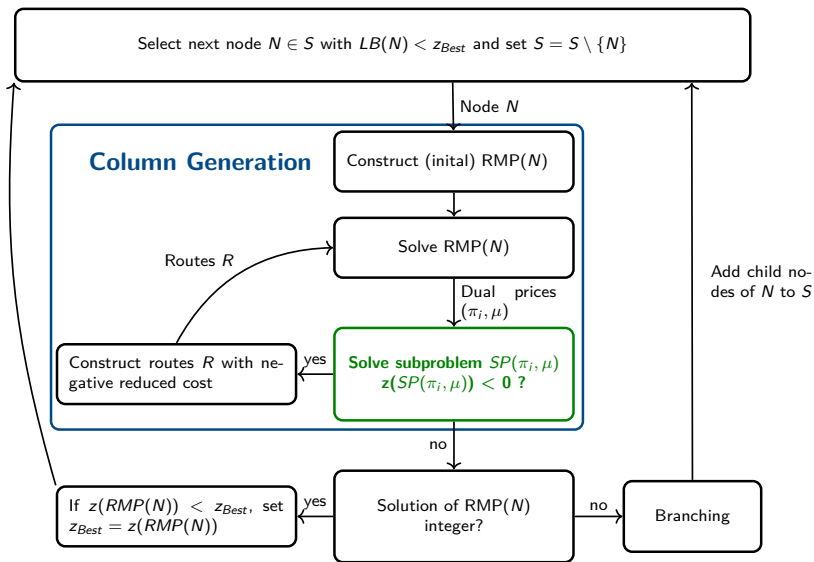 Select next node N ∈ S with LB(N) < z_Best and set S = S \ {N}
Node N
Column Generation
Construct (inital) RMP(N)
Solve RMP(N)
Routes R
Dual prices
(π_i, μ)
Add child no-
des of N to S
Construct routes R with ne-
gative reduced cost
yes
Solve subproblem SP(π_i, μ)
z(SP(π_i, μ)) < 0 ?
no
If z(RMP(N)) < z_Best, set
z_Best = z(RMP(N))
yes
Solution of RMP(N)
integer?
no
Branching